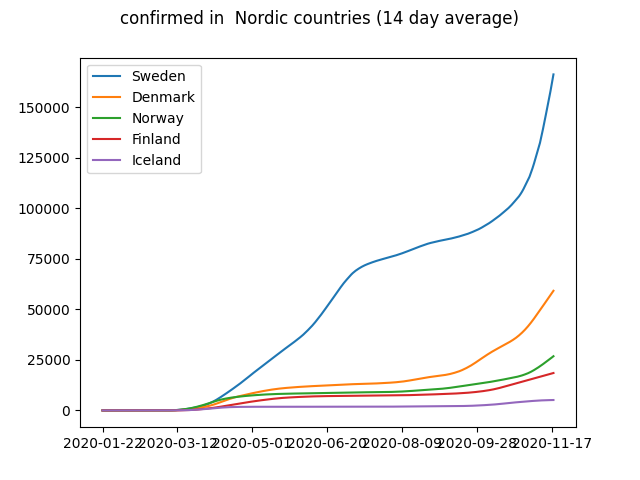 confirmed in  Nordic countries (14 day average)
Sweden
Denmark
Norway
Finland
Iceland
150000
125000
100000
75000
50000
25000
0
2020-01-22 2020-03-12 2020-05-01 2020-06-20 2020-08-09 2020-09-28 2020-11-17